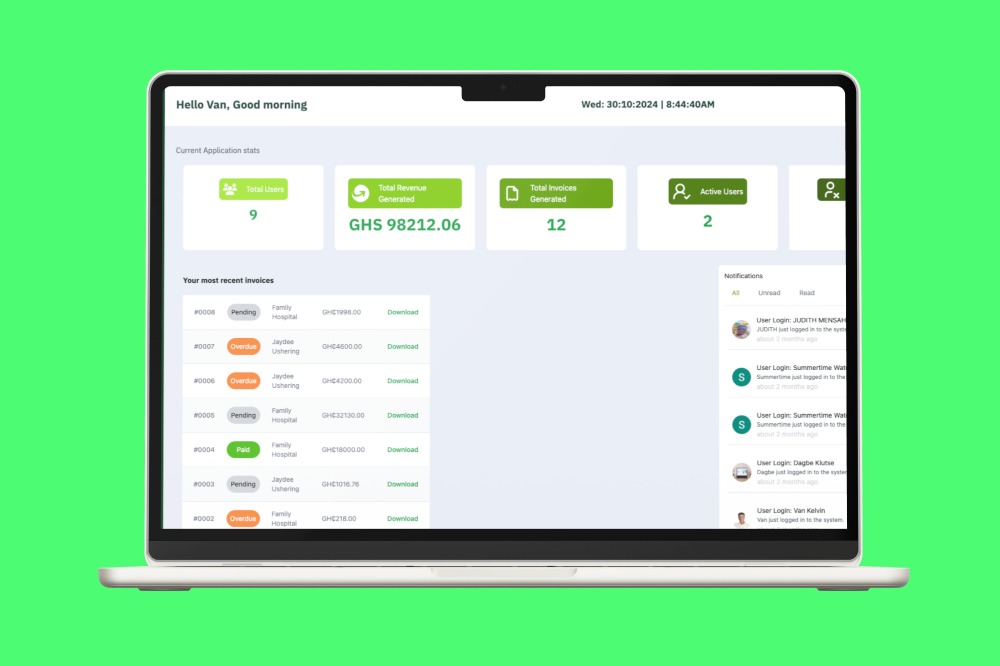 Hello Van, Good morning
Wed: 30:10:2024 | 8:44:40AM
Current Application stats
Total Users
9
Total Revenue
Generated
GHS 98212.06
Total Invoices
Generated
12
Active Users
2
Your most recent invoices
#0008 Pending Family Hospital GH₵1998.00 Download
#0007 Overdue Jaydee Ushering GH₵4600.00 Download
#0006 Overdue Jaydee Ushering GH₵4200.00 Download
#0005 Pending Family Hospital GH₵32130.00 Download
#0004 Paid Family Hospital GH₵18000.00 Download
#0003 Pending Jaydee Ushering GH₵1016.76 Download
#0002 Overdue Family Hospital GH₵218.00 Download
Notifications
All Unread Read
User Login: JUDITH MENSAH
JUDITH just logged in to the syste
about 2 months ago
S
User Login: Summertime Wat
Summertime just logged in to the
about 2 months ago
S
User Login: Summertime Wat
Summertime just logged in to the
about 2 months ago
User Login: Dagbe Klutse
Dagbe just logged in to the system
about 2 months ago
User Login: Van Kelvin
Van just logged in to the system.